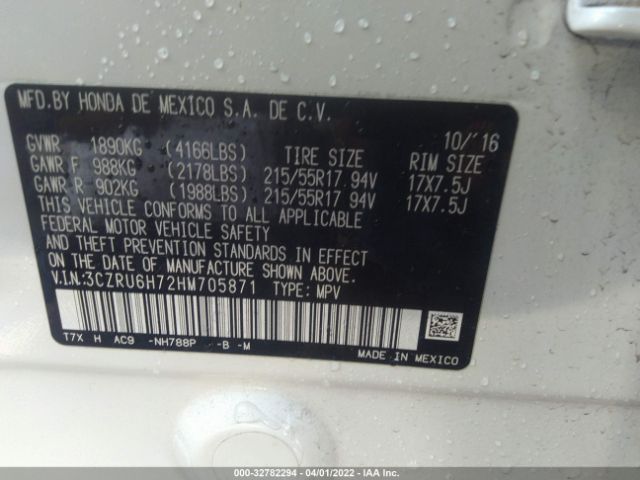 MFD.BY HONDA DE MEXICO S.A. DE C.V.
10/'16
GVWR 1890KG (4166LBS) TIRE SIZE RIM SIZE
GAWR F 988KG (2178LBS) 215/55R17 94V 17X7.5J
GAWR R 902KG (1988LBS) 215/55R17 94V 17X7.5J
THIS VEHICLE CONFORMS TO ALL APPLICABLE
FEDERAL MOTOR VEHICLE SAFETY
AND THEFT PREVENTION STANDARDS IN EFFECT
ON THE DATE OF MANUFACTURE SHOWN ABOVE.
V.I.N:3CZRU6H72HM705871 TYPE: MPV
T7X H AC9 -NH788P -B -M
MADE IN MEXICO
000-32782294 - 04/01/2022 - IAA Inc.